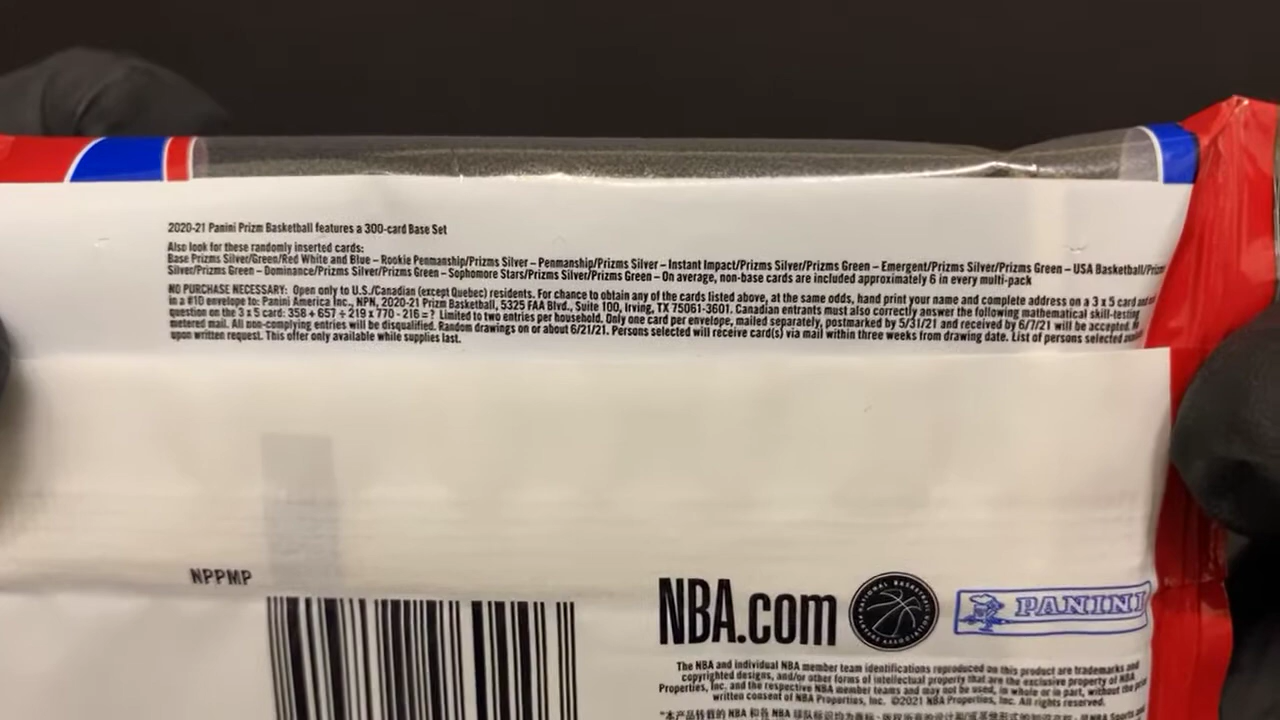 2020-21 Panini Prizm Basketball features a 300-card Base Set
Also look for these randomly inserted cards:
Base Prizms Silver/Green/Red White and Blue – Rookie Penmanship/Prizms Silver – Penmanship/Prizms Silver – Instant Impact/Prizms Silver/Prizms Green – Emergent/Prizms Silver/Prizms Green – USA Basketball/Prizm
Silver/Prizms Green – Dominance/Prizms Silver/Prizms Green – Sophomore Stars/Prizms Silver/Prizms Green – On average, non-base cards are included approximately 6 in every multi-pack
NO PURCHASE NECESSARY: Open only to U.S./Canadian (except Quebec) residents. For chance to obtain any of the cards listed above, at the same odds, hand print your name and complete address on a 3 x 5 card and
in a #10 envelope to: Panini America Inc., NPN, 2020-21 Prizm Basketball, 5325 FAA Blvd., Suite 100, Irving, TX 75061-3601. Canadian entrants must also correctly answer the following mathematical skill-testing
question on the 3 x 5 card: 358 + 657 ÷ 219 x 770 - 216 = ? Limited to two entries per household. Only one card per envelope, mailed separately, postmarked by 5/31/21 and received by 6/7/21 will be accepted.
metered mail. All non-complying entries will be disqualified. Random drawings on or about 6/21/21. Persons selected will receive card(s) via mail within three weeks from drawing date. List of persons selected
upon written request. This offer only available while supplies last.
NPPMP
NBA.com
NATIONAL BASKETBALL PLAYERS ASSOCIATION
PANINI
The NBA and individual NBA member team identifications reproduced on this product are trademarks and
copyrighted designs, and/or other forms of intellectual property that are the exclusive property of NBA
Properties, Inc. and the respective NBA member teams and may not be used, in whole or in part, without the prior
written consent of NBA Properties, Inc. ©2021 NBA Properties, Inc. All rights reserved.